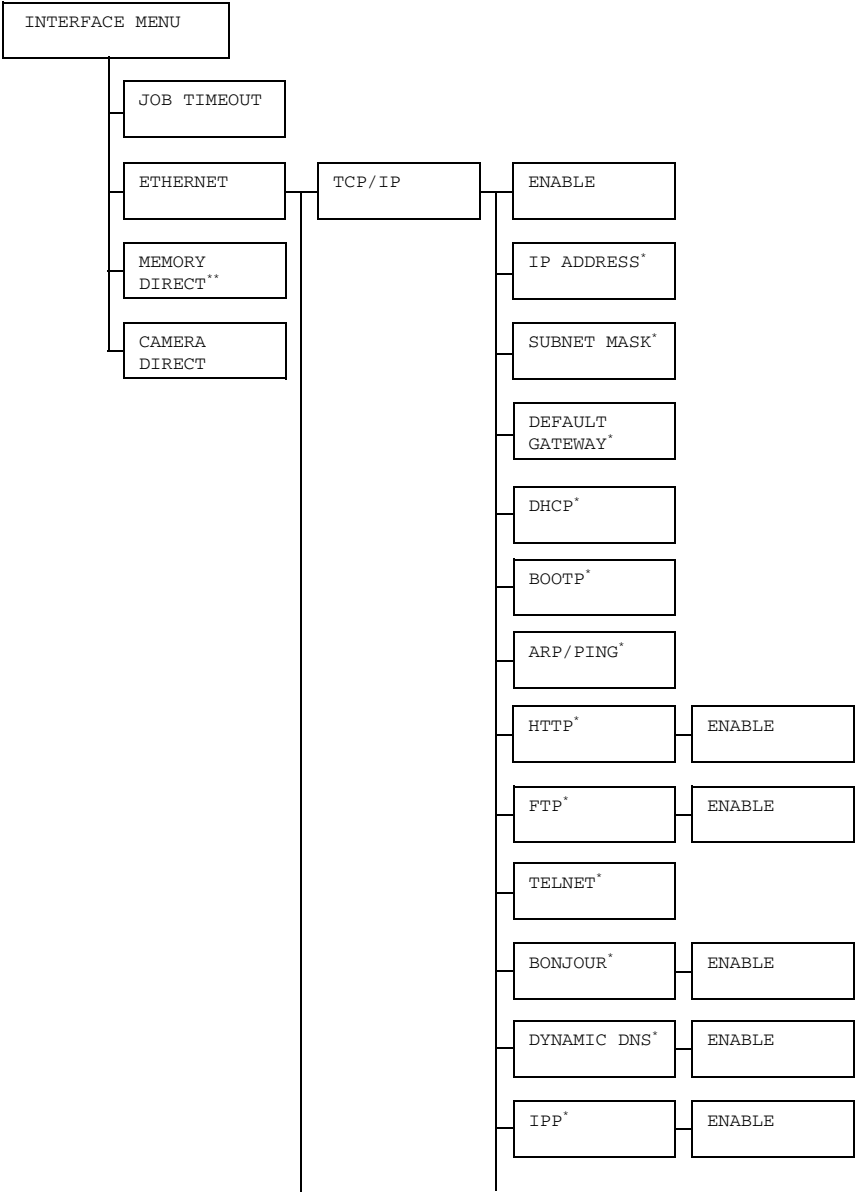 INTERFACE MENU
JOB TIMEOUT
ETHERNET
TCP/IP
ENABLE
MEMORY
DIRECT**
IP ADDRESS*
CAMERA
DIRECT
SUBNET MASK*
DEFAULT
GATEWAY*
DHCP*
BOOTP*
ARP/PING*
HTTP*
ENABLE
FTP*
ENABLE
TELNET*
BONJOUR*
ENABLE
DYNAMIC DNS*
ENABLE
IPP*
ENABLE